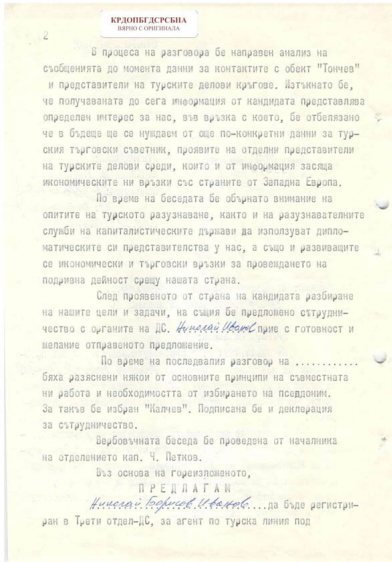 КРДОПБГДСРСБНА
ВЯРНО С ОРИГИНАЛА
2
В процеса на разговора бе направен анализ на
съобщенията до момента данни за контактите с обект "Тончев"
и представители на турските делови кръгове. Изтъкнато бе,
че получаваната до сега информация от кандидата представлява
определен интерес за нас, във връзка с което, бе отбелязано
че в бъдеще ще се нуждаем от още по-конкретни данни за тур-
ския търговски съветник, проявите на отделни представители
на турските делови среди, които и от информация засяща
икономическите ни връзки със страните от Западна Европа.
По време на беседата бе обърнато внимание на
опитите на турското разузнаване, както и на разузнавателните
служби на капиталистическите държави да използуват дипло-
матическите си представителства у нас, а също и развиващите
се икономически и търговски връзки за провеждането на
подривна дейност срещу нашата страна.
След проявеното от страна на кандидата разбиране
на нашите цели и задачи, на същия бе предложено сътрудни-
чество с органите на ДС. Николай Иванов прие с готовност и
желание отправеното предложение.
По време на последвалия разговор на ............
бяха разяснени някои от основните принципи на съвместната
ни работа и необходимостта от избирането на псевдоним.
За такъв бе избран "Калчев". Подписана бе и декларация
за сътрудничество.
Вербовъчната беседа бе проведена от началника
на отделението кап. Ч. Петков.
Въз основа на гореизложеното,
П Р Е Д Л А Г А М
Николай Борисов Иванов...да бъде регистри-
ран в Трети отдел-ДС, за агент по турска линия под